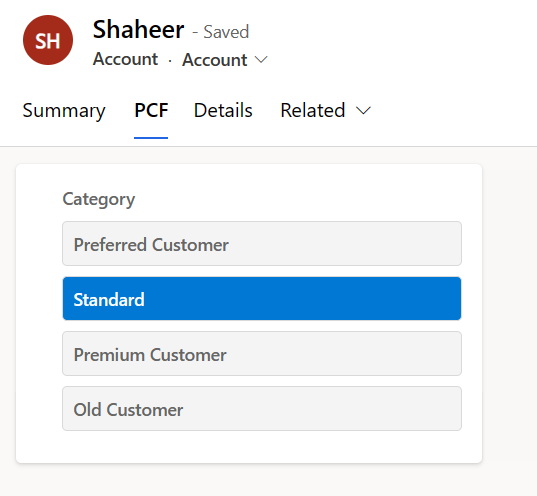 SH
Shaheer - Saved
Account · Account
Summary PCF Details Related
Category
Preferred Customer
Standard
Premium Customer
Old Customer